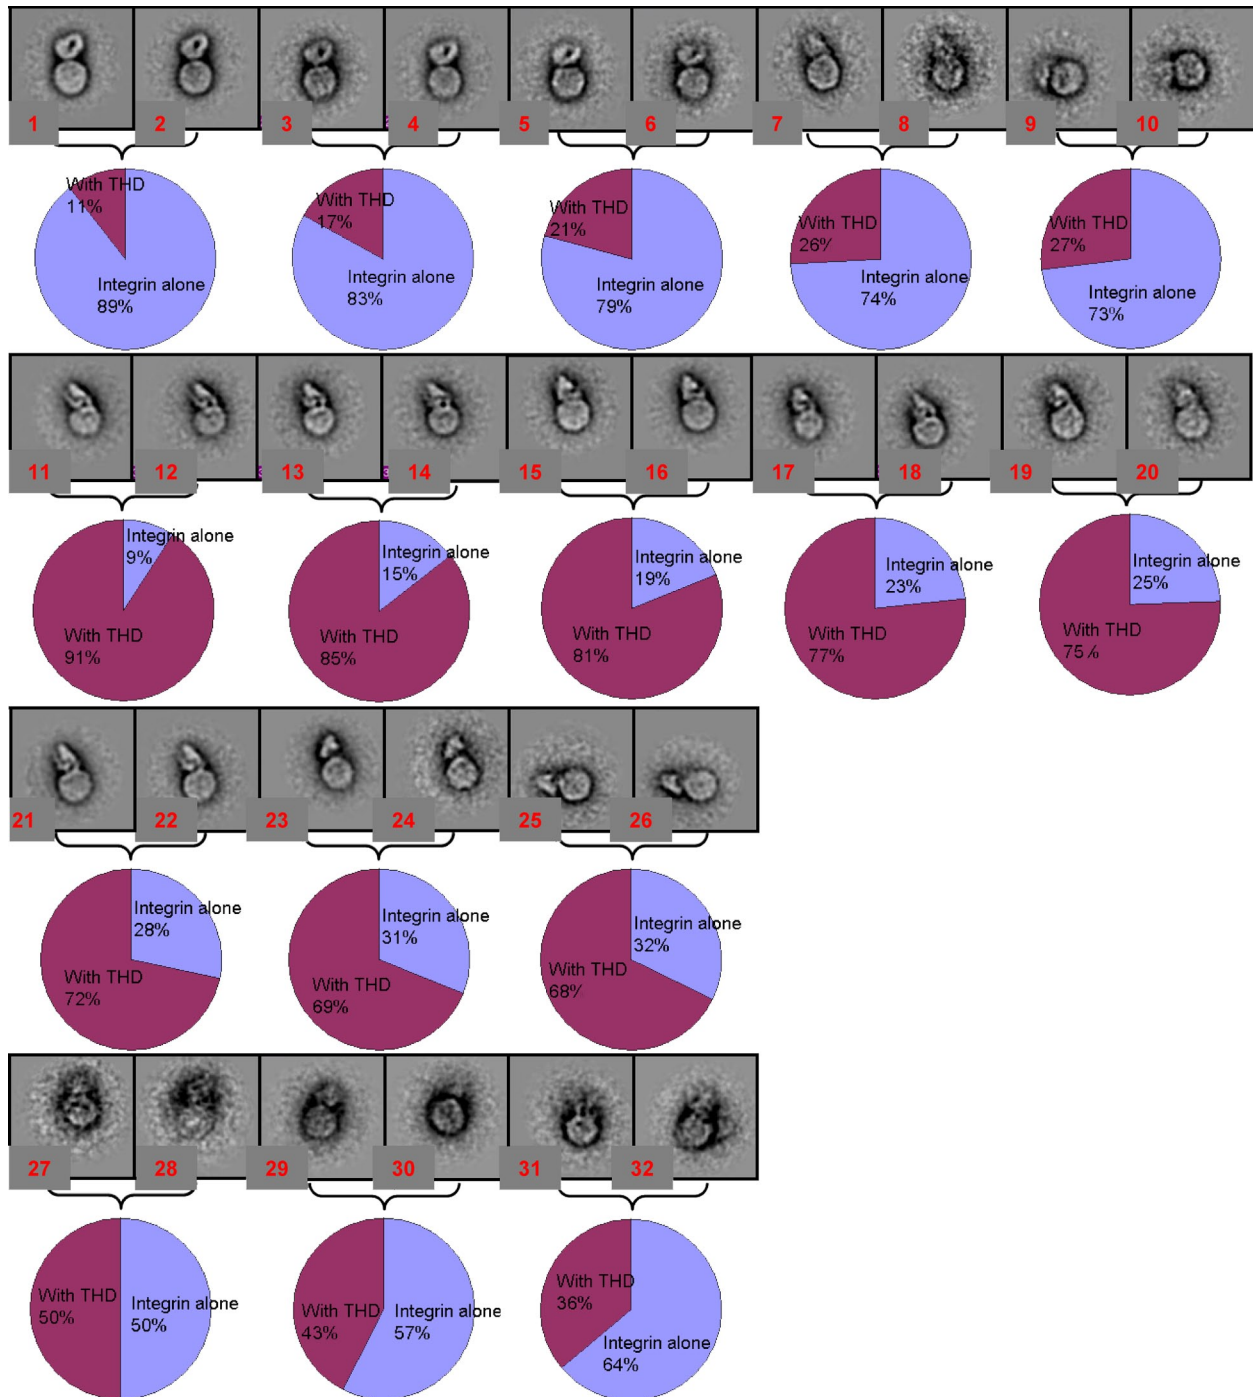 1 2 3 4 5 6 7 8 9 10
With THD
11%
Integrin alone
89%
With THD
17%
Integrin alone
83%
With THD
21%
Integrin alone
79%
With THD
26%
Integrin alone
74%
With THD
27%
Integrin alone
73%
11 12 13 14 15 16 17 18 19 20
Integrin alone
9%
With THD
91%
Integrin alone
15%
With THD
85%
Integrin alone
19%
With THD
81%
Integrin alone
23%
With THD
77%
Integrin alone
25%
With THD
75%
21 22 23 24 25 26
Integrin alone
28%
With THD
72%
Integrin alone
31%
With THD
69%
Integrin alone
32%
With THD
68%
27 28 29 30 31 32
With THD
50%
Integrin alone
50%
With THD
43%
Integrin alone
57%
With THD
36%
Integrin alone
64%